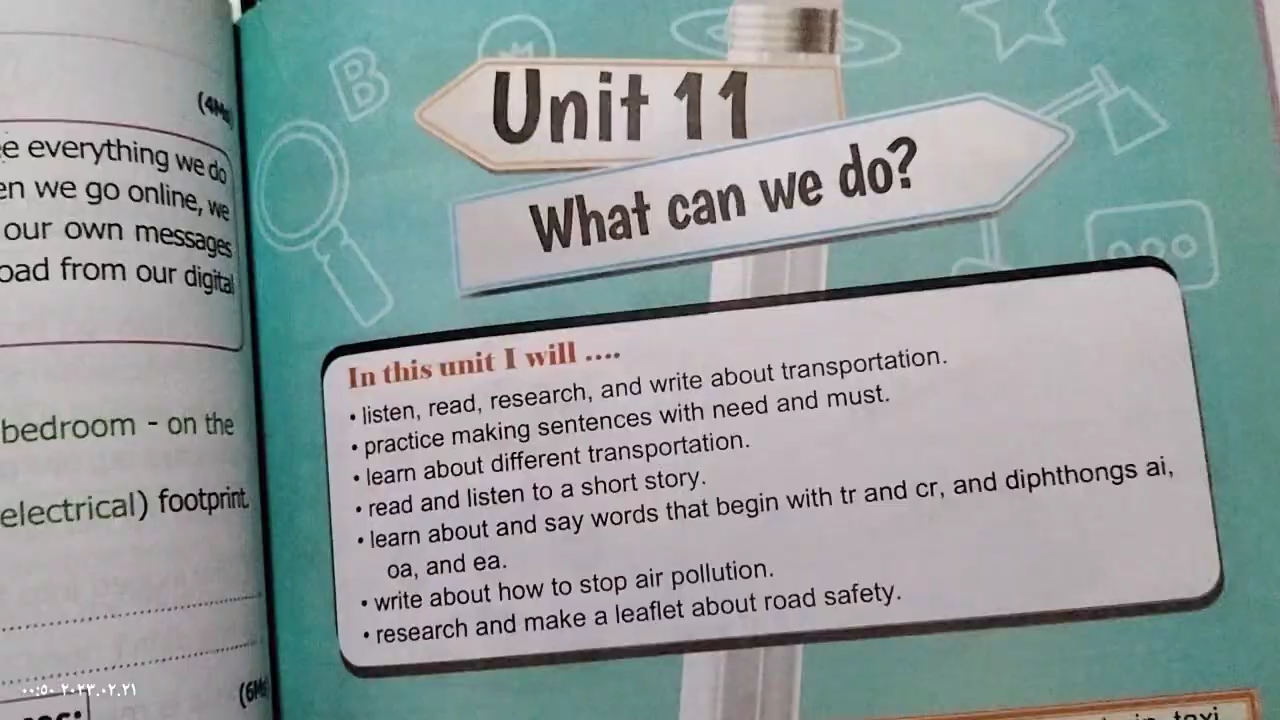 (4Ms)
e everything we do
en we go online, we
our own messages
oad from our digital
bedroom - on the
electrical) footprint.
(6Ms
B
Unit 11
What can we do?
In this unit I will ....
• listen, read, research, and write about transportation.
• practice making sentences with need and must.
• learn about different transportation.
• read and listen to a short story.
• learn about and say words that begin with tr and cr, and diphthongs ai,
oa, and ea.
• write about how to stop air pollution.
• research and make a leaflet about road safety.
taxi
٠٠:٥٠ ٢٠٢٣.٠٢.٢١